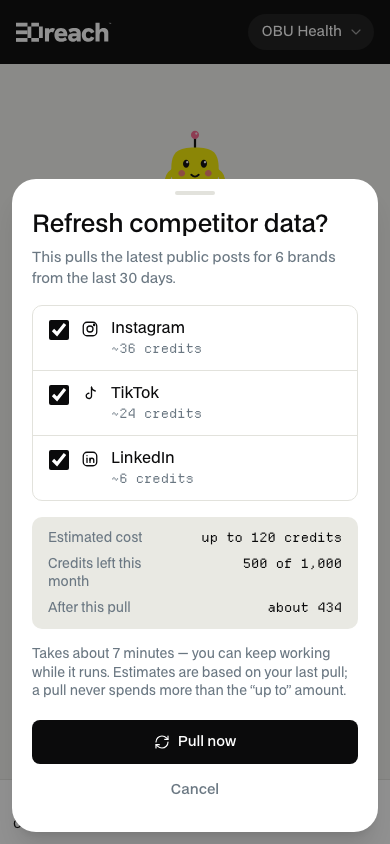 reach
OBU Health
Refresh competitor data?
This pulls the latest public posts for 6 brands
from the last 30 days.
Instagram
~36 credits
TikTok
~24 credits
LinkedIn
~6 credits
Estimated cost up to 120 credits
Credits left this month 500 of 1,000
After this pull about 434
Takes about 7 minutes — you can keep working
while it runs. Estimates are based on your last pull;
a pull never spends more than the “up to” amount.
Pull now
Cancel